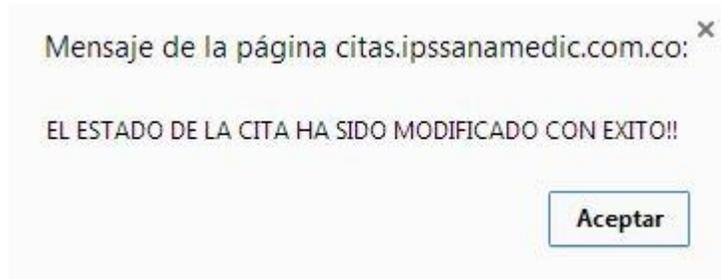 Mensaje de la página citas.ipssanamedic.com.co:
EL ESTADO DE LA CITA HA SIDO MODIFICADO CON EXITO!!
Aceptar